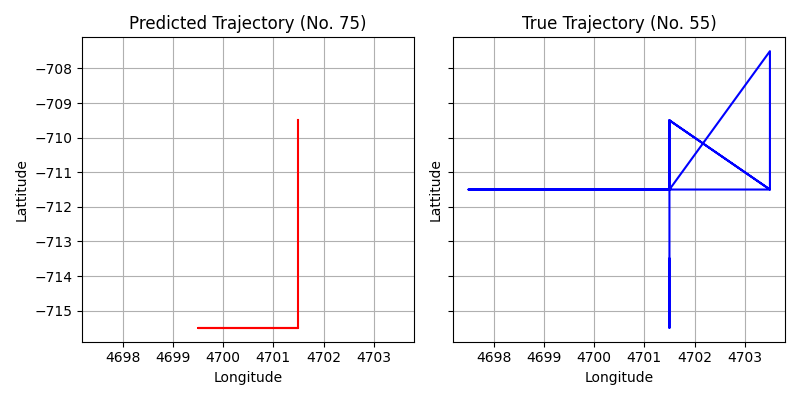 Predicted Trajectory (No. 75)
True Trajectory (No. 55)
−708
−709
−710
−711
−712
−713
−714
−715
Lattitude
Lattitude
4698 4699 4700 4701 4702 4703
4698 4699 4700 4701 4702 4703
Longitude
Longitude